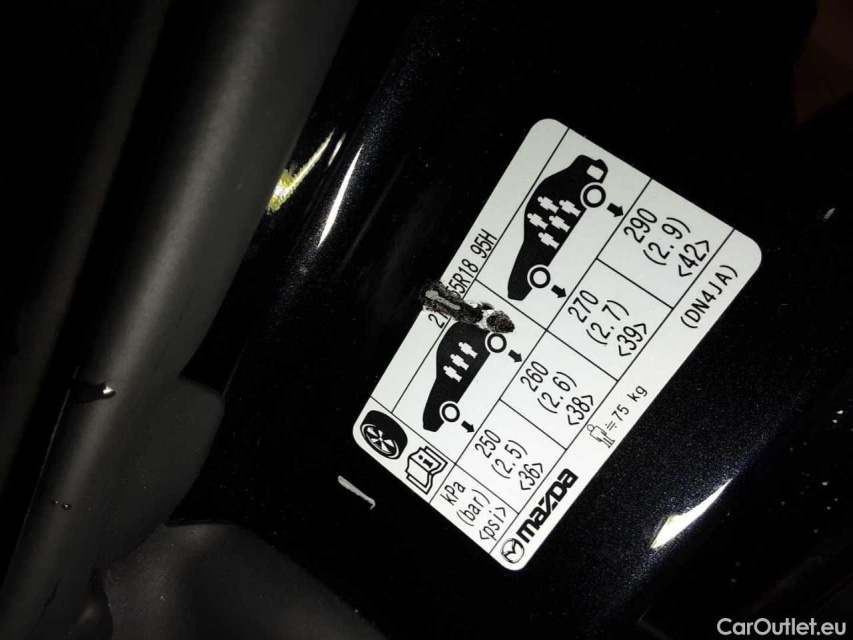 5R18 95H
kPa
(bar)
<psi>
250
(2.5)
<36>
260
(2.6)
<38>
270
(2.7)
<39>
290
(2.9)
<42>
mazda
≒75 kg
(DN4JA)
CarOutlet.eu